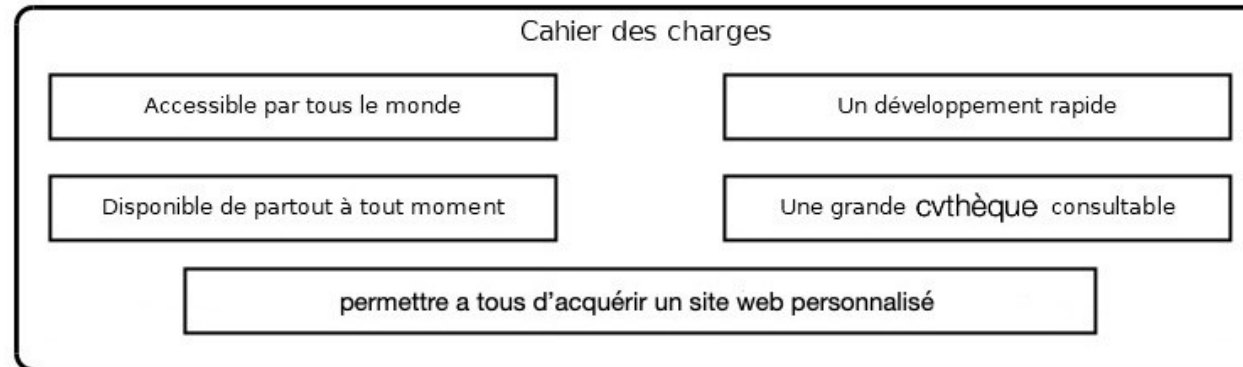 Cahier des charges
Accessible par tous le monde
Un développement rapide
Disponible de partout à tout moment
Une grande cvthèque consultable
permettre a tous d'acquérir un site web personnalisé